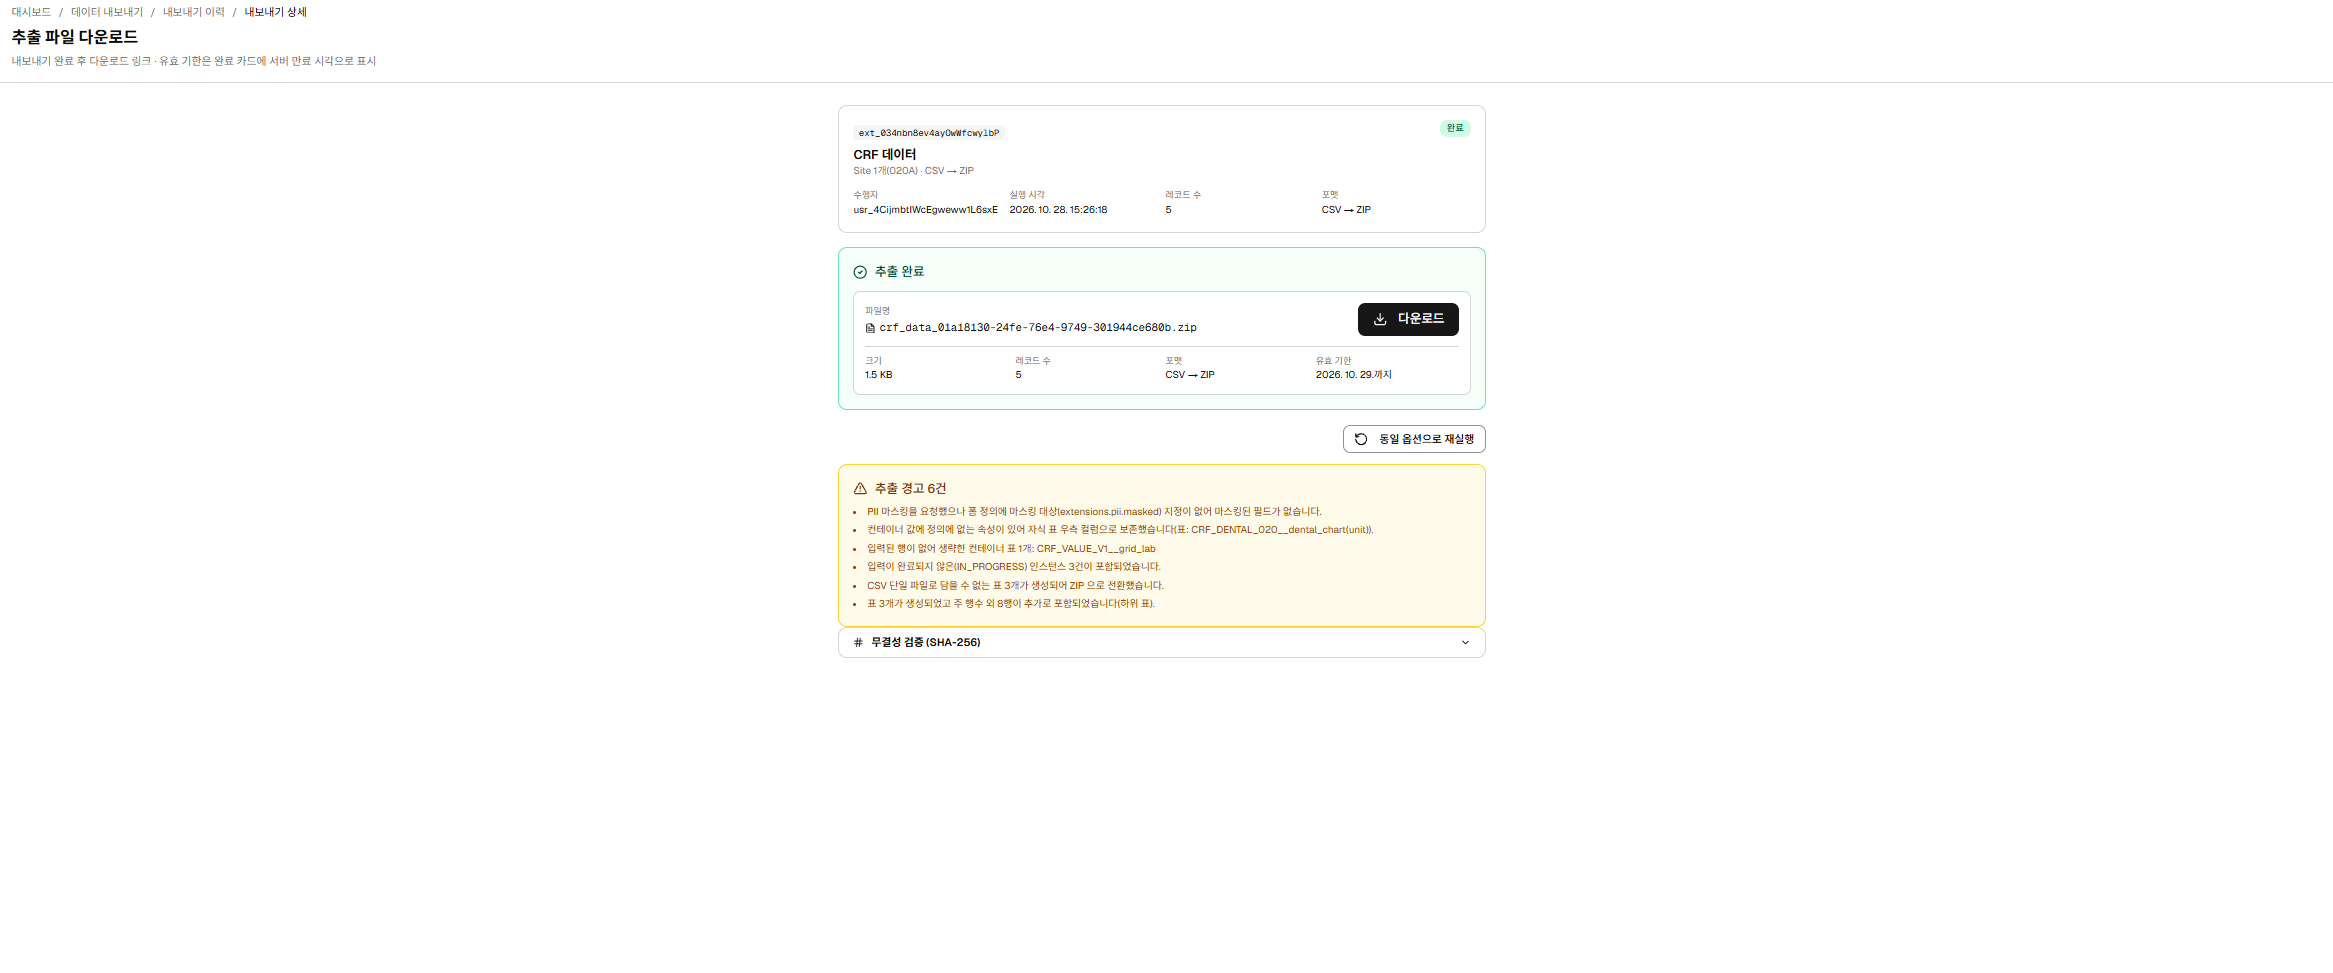 대시보드 / 데이터 내보내기 / 내보내기 이력 / 내보내기 상세
추출 파일 다운로드
내보내기 완료 후 다운로드 링크 · 유효 기한은 완료 카드에 서버 만료 시각으로 표시
ext_034nbn8ev4ayOwWfcwylbP
완료
CRF 데이터
Site 1개(020A) · CSV → ZIP
수행자 실행 시각 레코드 수 포맷
usr_4CijmbtIWcEgweww1L6sxE 2026. 10. 28. 15:26:18 5 CSV → ZIP
추출 완료
파일명
crf_data_01a18130-24fe-76e4-9749-301944ce680b.zip
다운로드
크기 레코드 수 포맷 유효 기한
1.5 KB 5 CSV → ZIP 2026. 10. 29.까지
동일 옵션으로 재실행
추출 경고 6건
• PII 마스킹을 요청했으나 폼 정의에 마스킹 대상(extensions.pii.masked) 지정이 없어 마스킹된 필드가 없습니다.
• 컨테이너 값에 정의에 없는 속성이 있어 자식 표 우측 컬럼으로 보존했습니다(표: CRF_DENTAL_020__dental_chart(unit)).
• 입력된 행이 없어 생략한 컨테이너 표 1개: CRF_VALUE_V1__grid_lab
• 입력이 완료되지 않은(IN_PROGRESS) 인스턴스 3건이 포함되었습니다.
• CSV 단일 파일로 담을 수 없는 표 3개가 생성되어 ZIP 으로 전환했습니다.
• 표 3개가 생성되었고 주 행수 외 8행이 추가로 포함되었습니다(하위 표).
# 무결성 검증 (SHA-256)